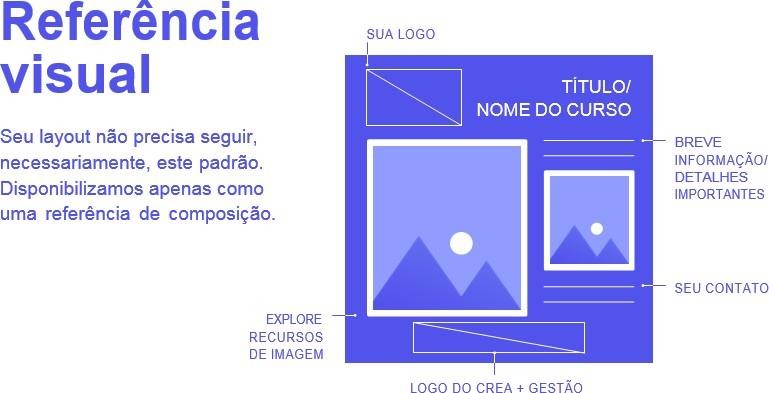 Referência
visual
Seu layout não precisa seguir,
necessariamente, este padrão.
Disponibilizamos apenas como
uma referência de composição.
SUA LOGO
TÍTULO/
NOME DO CURSO
BREVE
INFORMAÇÃO/
DETALHES
IMPORTANTES
SEU CONTATO
EXPLORE
RECURSOS
DE IMAGEM
LOGO DO CREA + GESTÃO